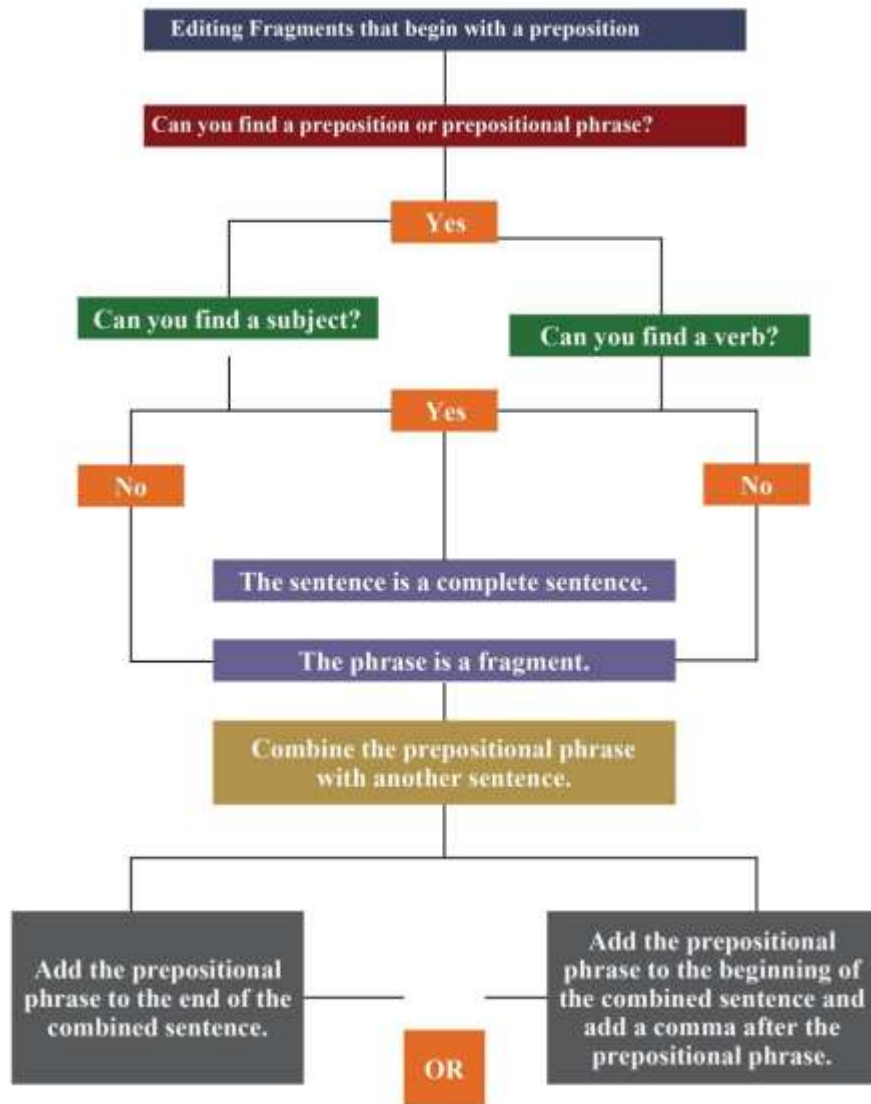 Editing Fragments that begin with a preposition
Can you find a preposition or prepositional phrase?
Yes
Can you find a subject?
Can you find a verb?
Yes
No
No
The sentence is a complete sentence.
The phrase is a fragment.
Combine the prepositional phrase
with another sentence.
Add the prepositional
phrase to the end of the
combined sentence.
Add the prepositional
phrase to the beginning of
the combined sentence and
add a comma after the
prepositional phrase.
OR